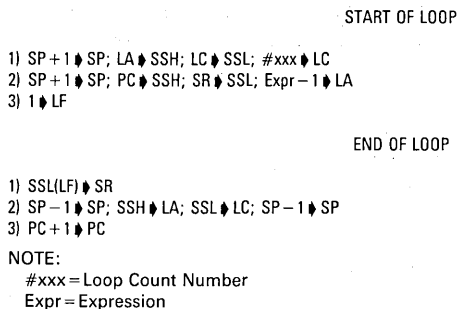 START OF LOOP
1) SP+1➧SP; LA➧SSH; LC➧SSL; #xxx➧LC
2) SP+1➧SP; PC➧SSH; SR➧SSL; Expr−1➧LA
3) 1➧LF
END OF LOOP
1) SSL(LF)➧SR
2) SP−1➧SP; SSH➧LA; SSL➧LC; SP−1➧SP
3) PC+1➧PC
NOTE:
#xxx=Loop Count Number
Expr=Expression